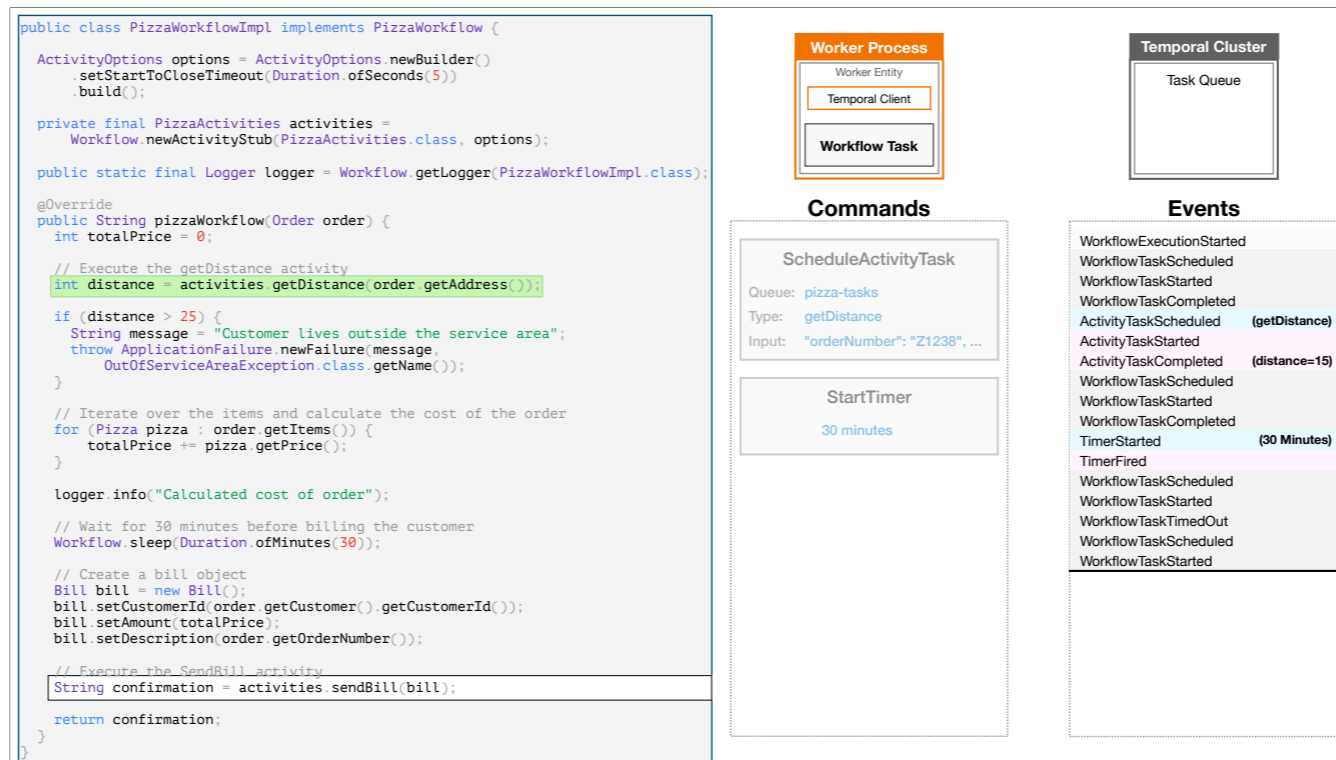 public class PizzaWorkflowImpl implements PizzaWorkflow {
ActivityOptions options = ActivityOptions.newBuilder()
.setStartToCloseTimeout(Duration.ofSeconds(5))
.build();
private final PizzaActivities activities =
Workflow.newActivityStub(PizzaActivities.class, options);
public static final Logger logger = Workflow.getLogger(PizzaWorkflowImpl.class);
@Override
public String pizzaWorkflow(Order order) {
int totalPrice = 0;
// Execute the getDistance activity
int distance = activities.getDistance(order.getAddress());
if (distance > 25) {
String message = "Customer lives outside the service area";
throw ApplicationFailure.newFailure(message,
OutOfServiceAreaException.class.getName());
}
// Iterate over the items and calculate the cost of the order
for (Pizza pizza : order.getItems()) {
totalPrice += pizza.getPrice();
}
logger.info("Calculated cost of order");
// Wait for 30 minutes before billing the customer
Workflow.sleep(Duration.ofMinutes(30));
// Create a bill object
Bill bill = new Bill();
bill.setCustomerId(order.getCustomer().getCustomerId());
bill.setAmount(totalPrice);
bill.setDescription(order.getOrderNumber());
// Execute the SendBill activity
String confirmation = activities.sendBill(bill);
return confirmation;
}
}
Worker Process
Worker Entity
Temporal Client
Workflow Task
Commands
ScheduleActivityTask
Queue: pizza-tasks
Type: getDistance
Input: "orderNumber": "Z1238", ...
StartTimer
30 minutes
Temporal Cluster
Task Queue
Events
WorkflowExecutionStarted
WorkflowTaskScheduled
WorkflowTaskStarted
WorkflowTaskCompleted
ActivityTaskScheduled (getDistance)
ActivityTaskStarted
ActivityTaskCompleted (distance=15)
WorkflowTaskScheduled
WorkflowTaskStarted
WorkflowTaskCompleted
TimerStarted (30 Minutes)
TimerFired
WorkflowTaskScheduled
WorkflowTaskStarted
WorkflowTaskTimedOut
WorkflowTaskScheduled
WorkflowTaskStarted